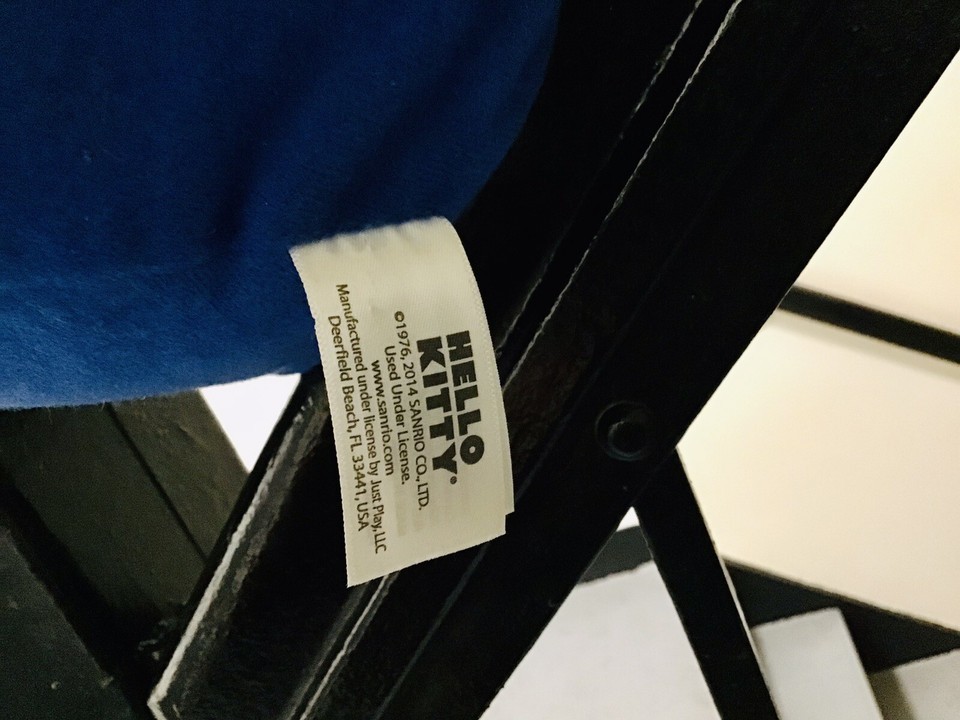 HELLO
KITTY®
©1976, 2014 SANRIO CO., LTD.
Used Under License.
www.sanrio.com
Manufactured under license by Just Play, LLC
Deerfield Beach, FL 33441, USA